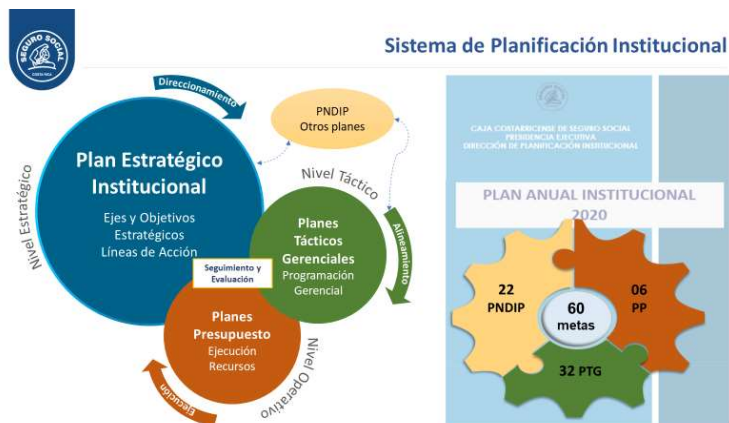 SEGURO SOCIAL
COSTA RICA
Sistema de Planificación Institucional
Direccionamiento
PNDIP
Otros planes
Nivel Estratégico
Plan Estratégico
Institucional
Ejes y Objetivos
Estratégicos
Líneas de Acción
Nivel Táctico
Planes
Tácticos
Gerenciales
Programación
Gerencial
Alineamiento
Seguimiento y
Evaluación
Planes
Presupuesto
Ejecución
Recursos
Nivel Operativo
Ejecución
CAJA COSTARRICENSE DE SEGURO SOCIAL
PRESIDENCIA EJECUTIVA
DIRECCIÓN DE PLANIFICACIÓN INSTITUCIONAL
PLAN ANUAL INSTITUCIONAL
2020
22
PNDIP
06
PP
60
metas
32 PTG